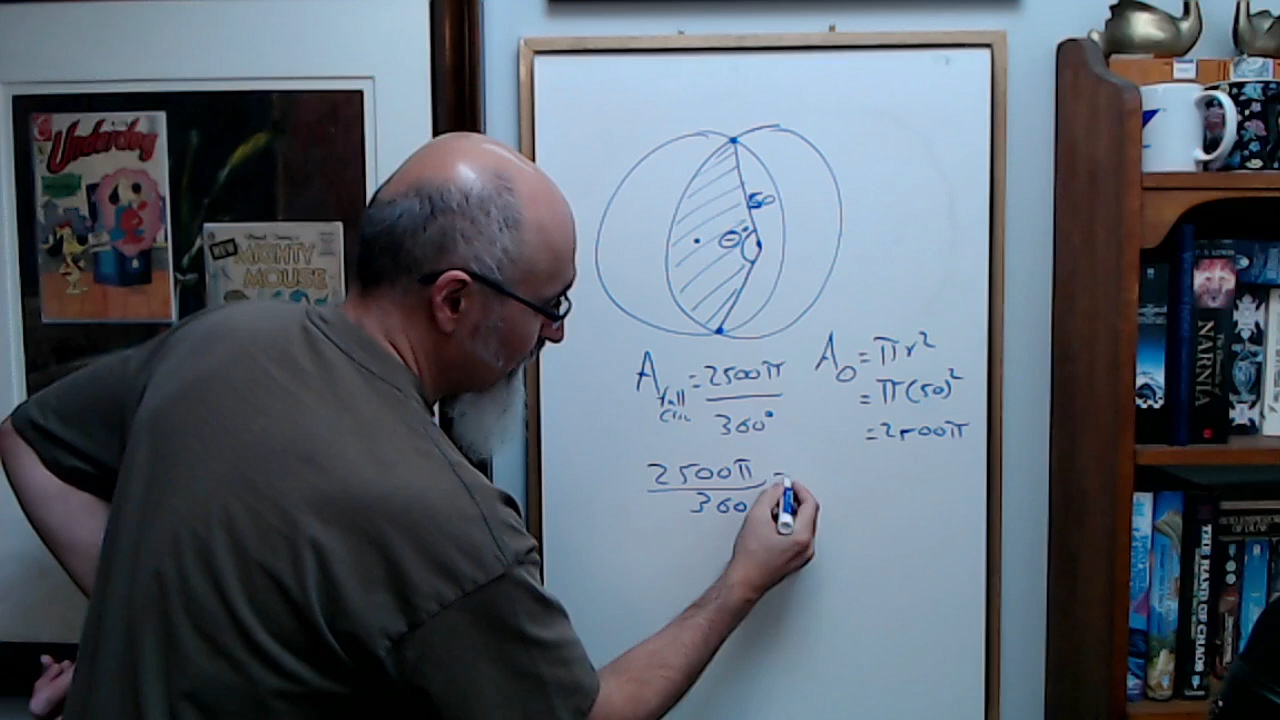 Underdog
NEW
MIGHTY
MOUSE
50
θ°
A full circ = 2500π
360°
A○ = πr²
= π(50)²
= 2500π
2500π =
360
NARNIA
THE HAND OF CHAOS